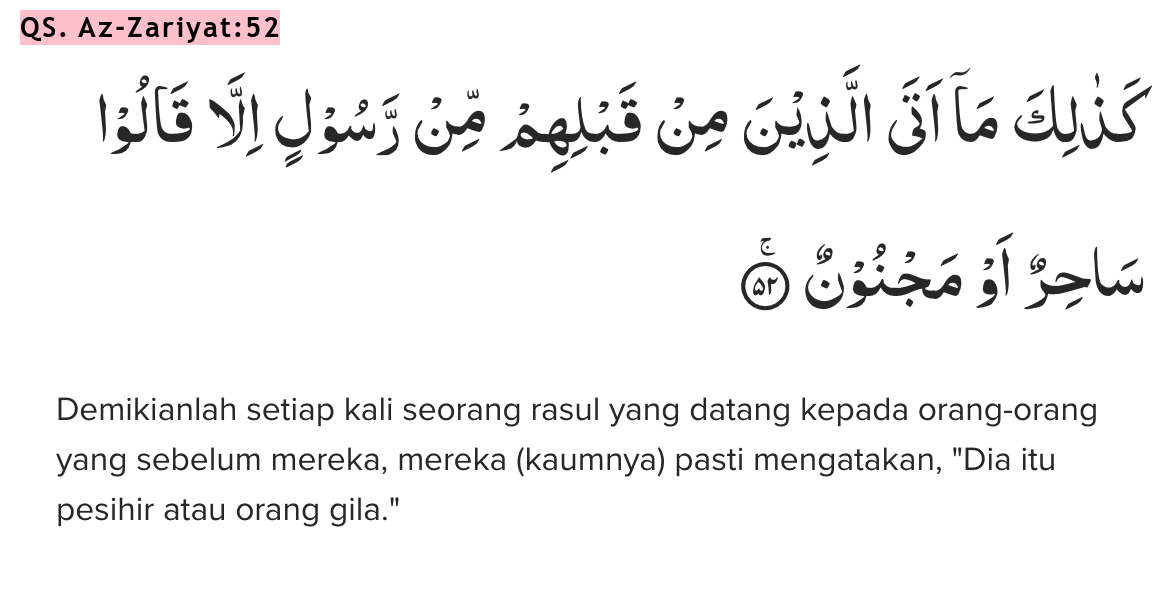 QS. Az-Zariyat:52
كَذٰلِكَ مَآ اَتَى الَّذِيْنَ مِنْ قَبْلِهِمْ مِّنْ رَّسُوْلٍ اِلَّا قَالُوْا
سَاحِرٌ اَوْ مَجْنُوْنٌ ۚ ۝٥٢
Demikianlah setiap kali seorang rasul yang datang kepada orang-orang
yang sebelum mereka, mereka (kaumnya) pasti mengatakan, "Dia itu
pesihir atau orang gila."